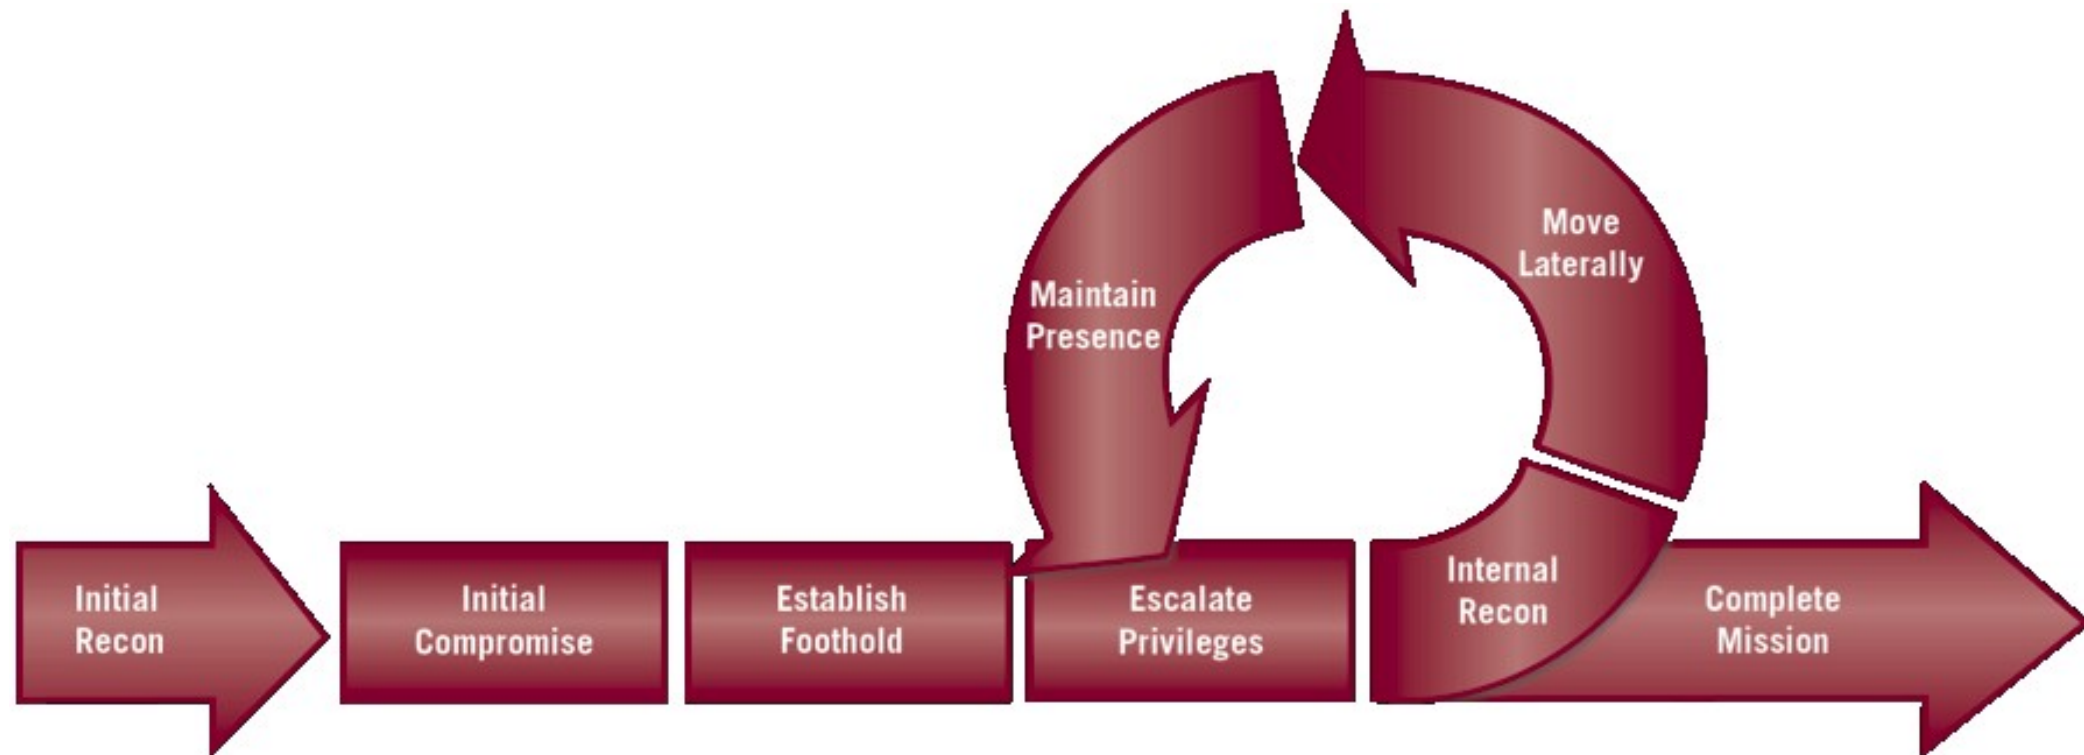 Initial
Recon
Initial
Compromise
Establish
Foothold
Escalate
Privileges
Internal
Recon
Move
Laterally
Maintain
Presence
Complete
Mission